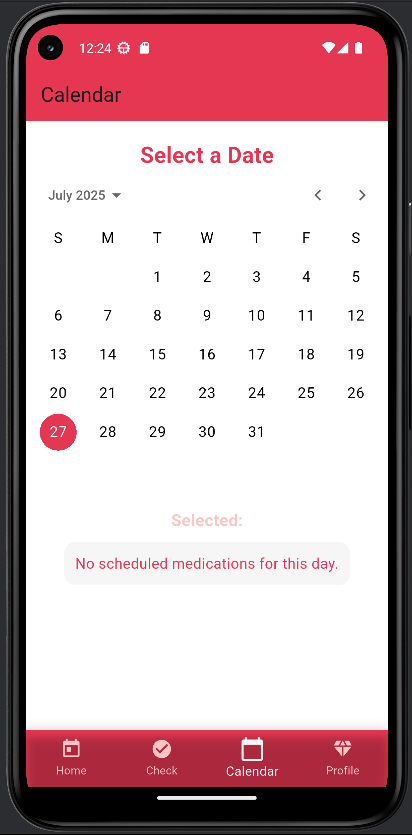 12:24
Calendar
Select a Date
July 2025
S M T W T F S
1 2 3 4 5
6 7 8 9 10 11 12
13 14 15 16 17 18 19
20 21 22 23 24 25 26
27 28 29 30 31
Selected:
No scheduled medications for this day.
Home Check Calendar Profile